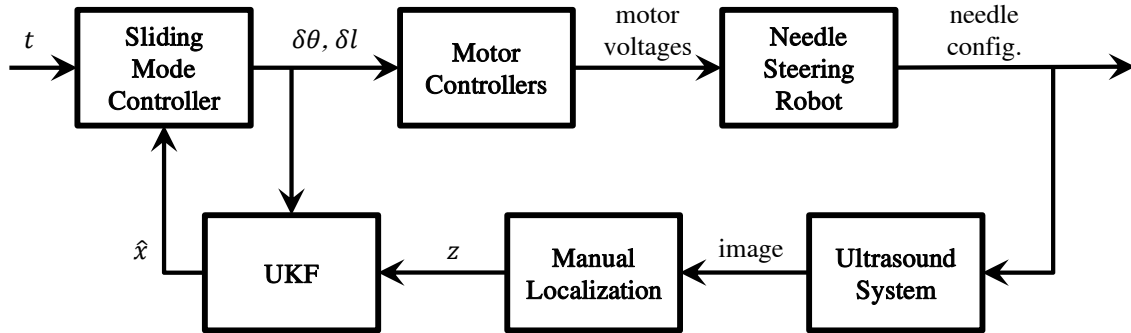 t
Sliding
Mode
Controller
δθ, δl
Motor
Controllers
motor
voltages
Needle
Steering
Robot
needle
config.
x̂
UKF
z
Manual
Localization
image
Ultrasound
System